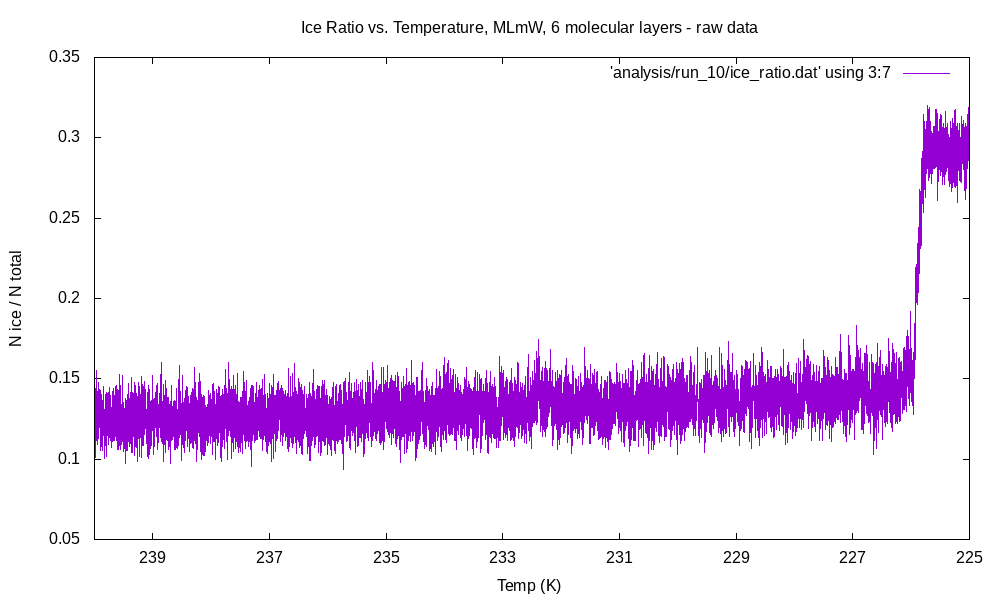 Ice Ratio vs. Temperature, MLmW, 6 molecular layers - raw data
'analysis/run_10/ice_ratio.dat' using 3:7
N ice / N total
0.35
0.3
0.25
0.2
0.15
0.1
0.05
239 237 235 233 231 229 227 225
Temp (K)